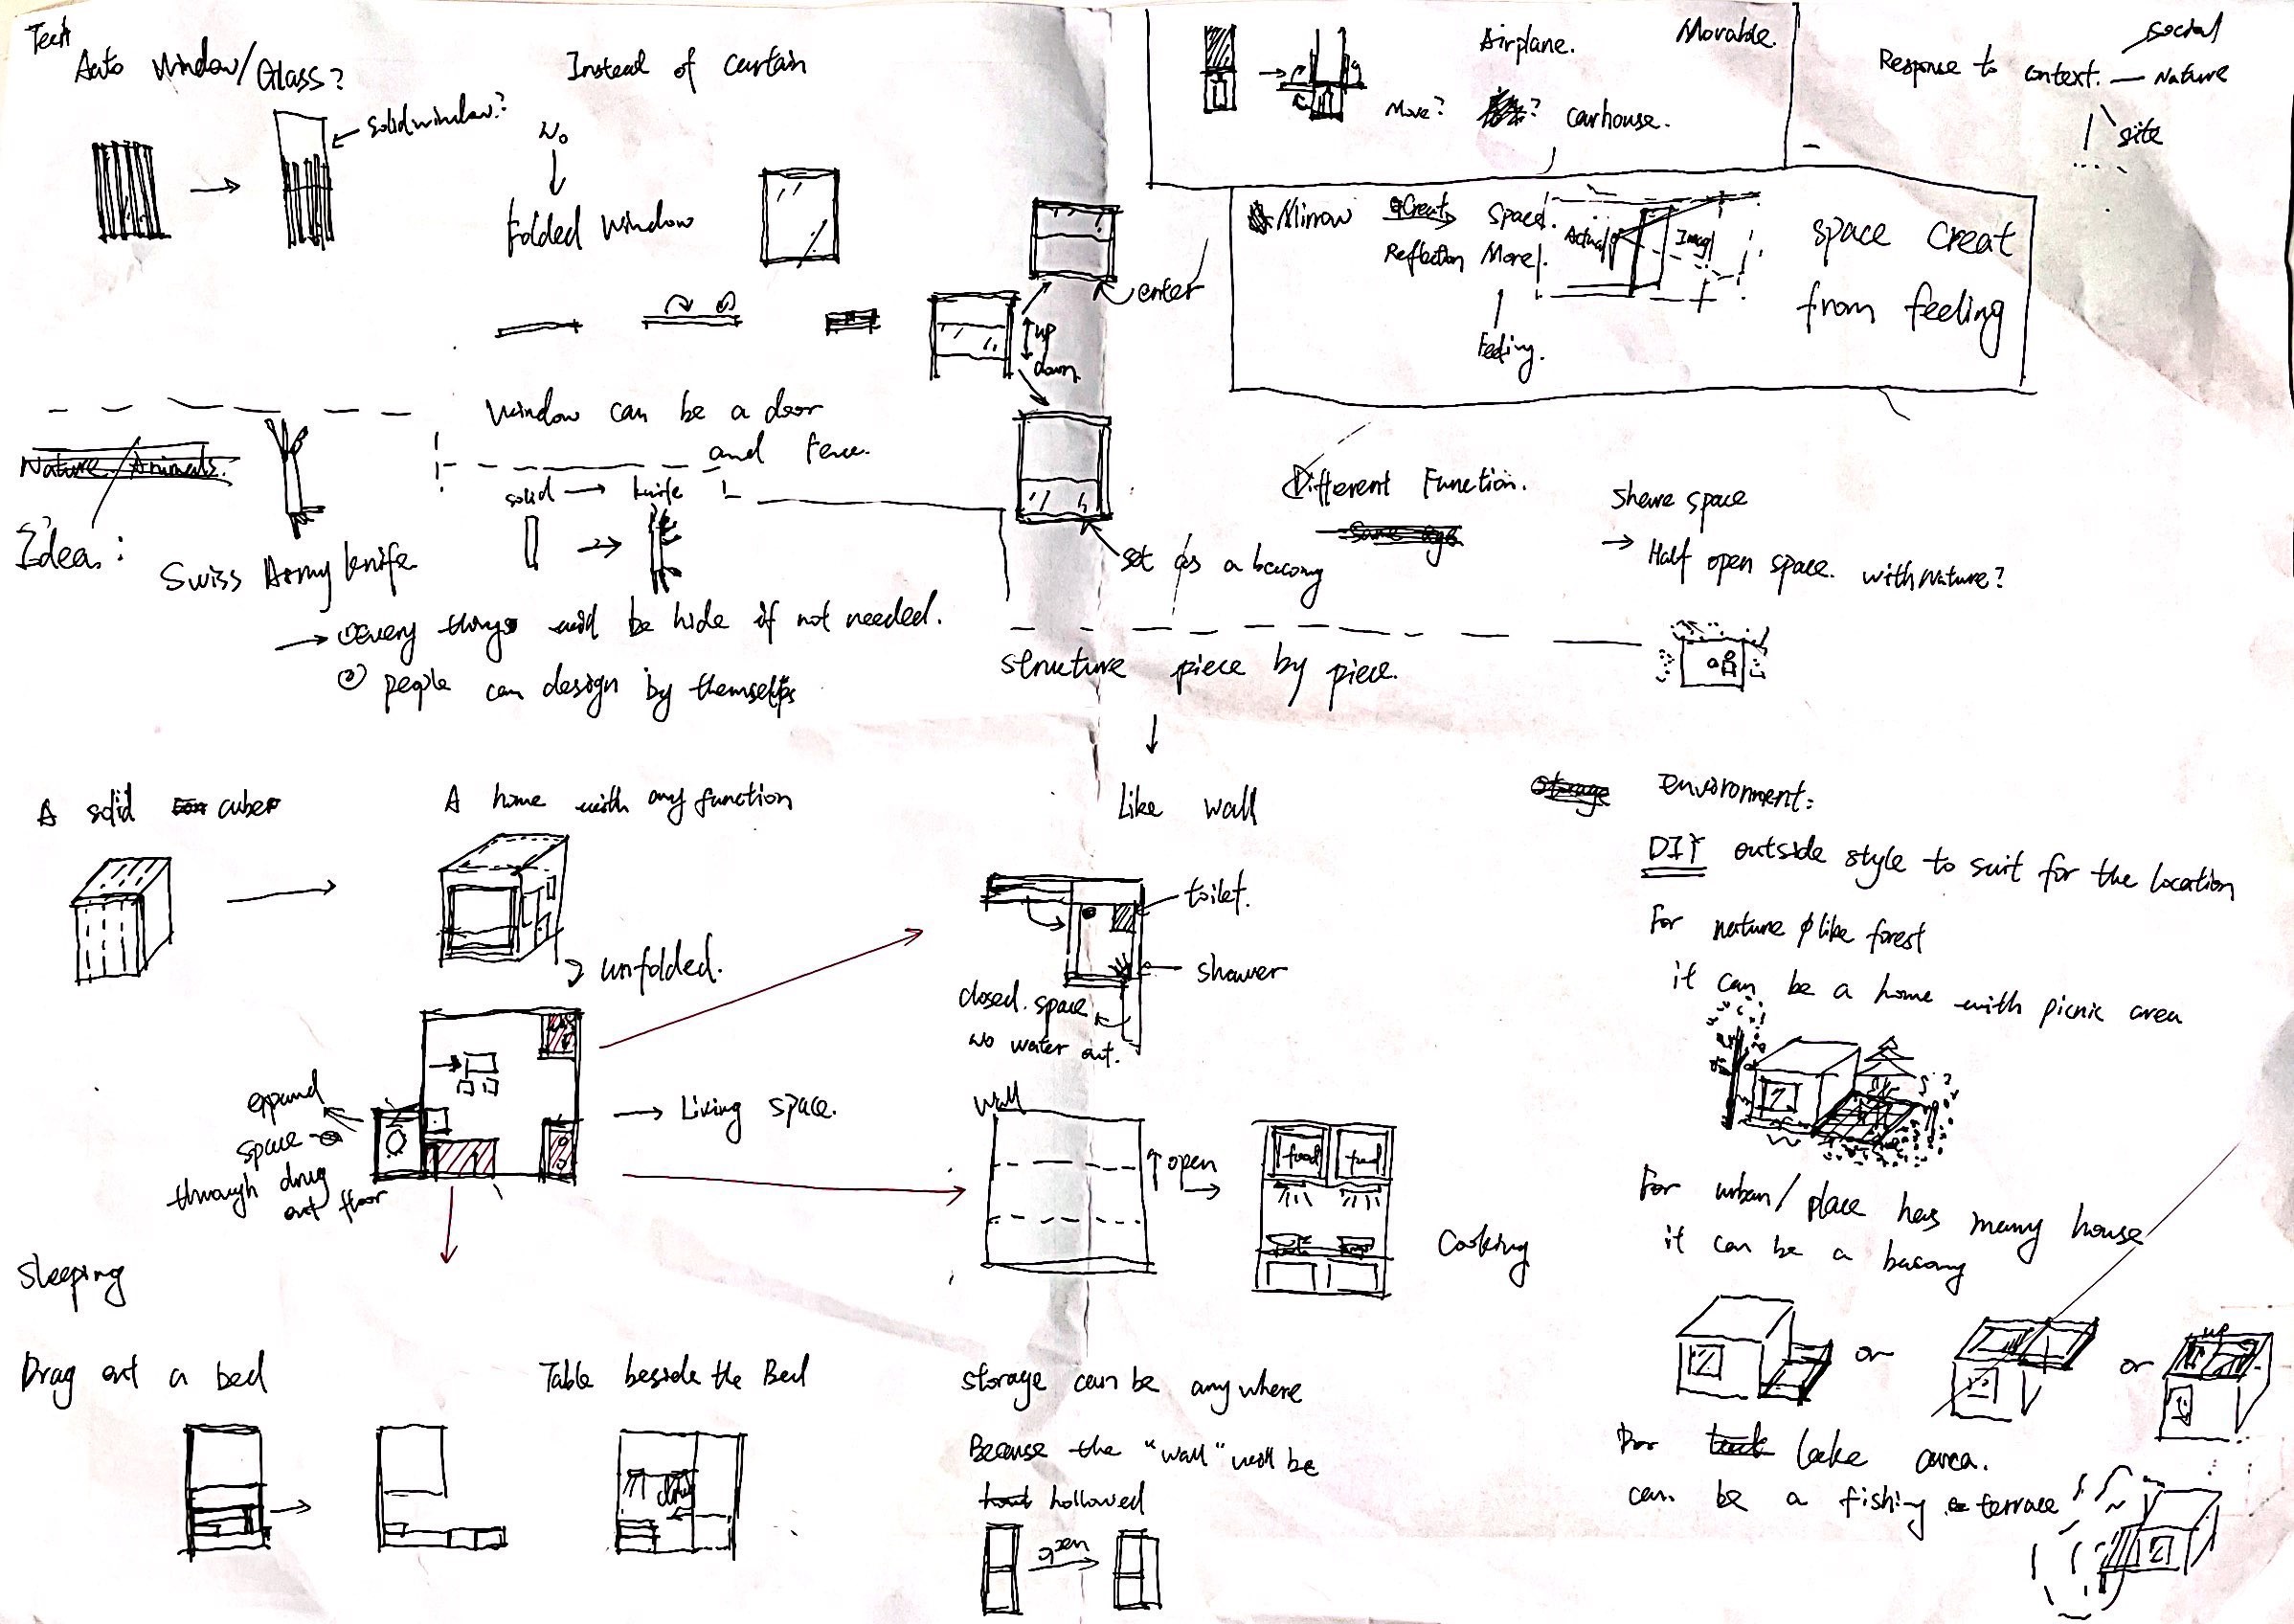 Tech
Auto Window/Glass?
Instead of curtain
solid window?
No
Folded Window
up
down
enter
Window can be a door
and Fence.
set as a bacony
Airplane. Movable.
Move? ? carhouse.
Response to context.
social
Nature
site
Mirrow Creat Space.
Reflection More
Actual
Imag
Feeling.
space creat
from feeling
Nature / Animals.
Idea:
Swiss Army knife
solid → knife
→ ① Every things will be hide if not needed.
② people can design by themselfs
Different Function.
Share space
→ Half open space. with nature?
structure piece by piece.
A solid cuber
A home with any function
unfolded.
Like wall
toilet.
shower
closed. space
No water out.
expand
space
through drug
out floor
→ Living space.
Wall
open
food food
Cooking
Sleeping
Drag out a bed
Table beside the Bed
storage can be any where
Because the "wall" will be
hollowed
open
storage environment:
DIY outside style to suit for the location
For nature like forest
it can be a home with picnic area
For urban/place has many house
it can be a bacony
or
or
up
For lake area.
can be a fishing terrace